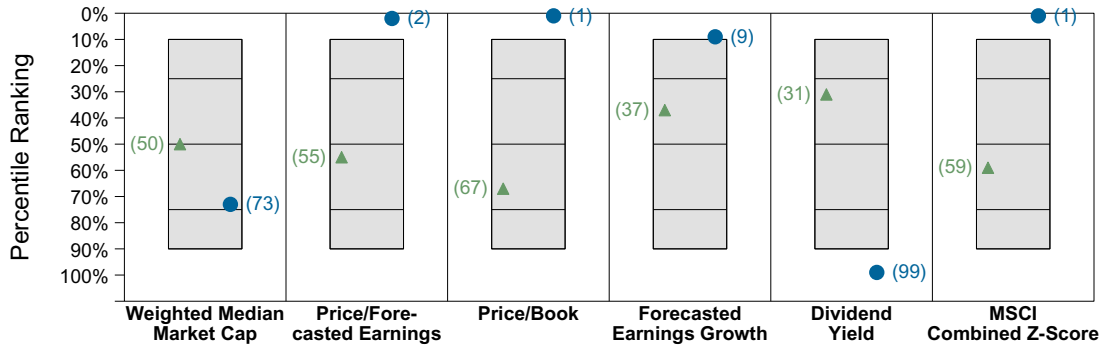 Percentile Ranking
0%
10%
20%
30%
40%
50%
60%
70%
80%
90%
100%
(50)
(73)
(2)
(55)
(1)
(67)
(9)
(37)
(31)
(99)
(1)
(59)
Weighted Median
Market Cap
Price/Fore-
casted Earnings
Price/Book
Forecasted
Earnings Growth
Dividend
Yield
MSCI
Combined Z-Score